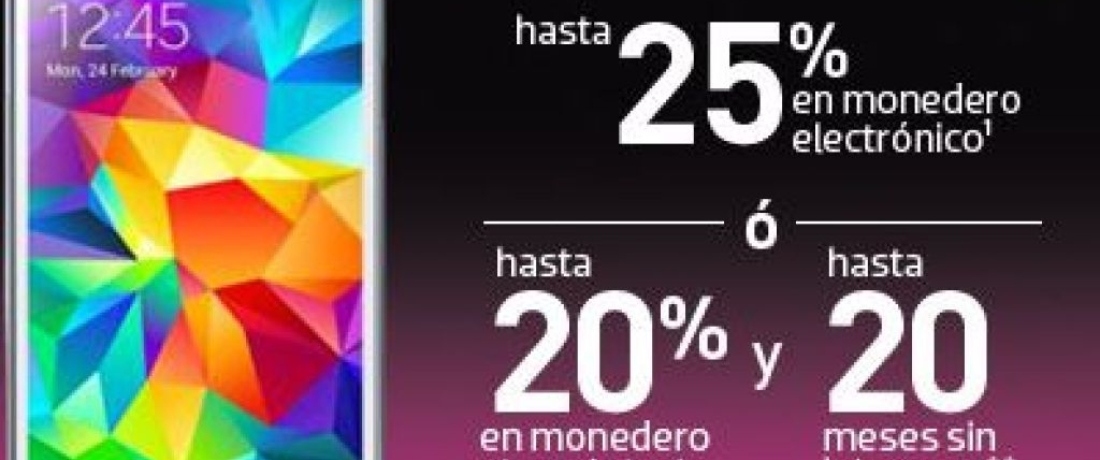 12:45
Mon, 24 February
hasta
25%
en monedero
electrónico¹
ó
hasta
20%
en monedero
y
hasta
20
meses sin